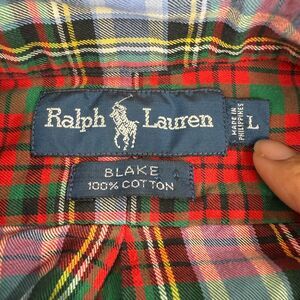 Ralph Lauren
MADE IN
PHILIPPINES
L
BLAKE
100% COTTON